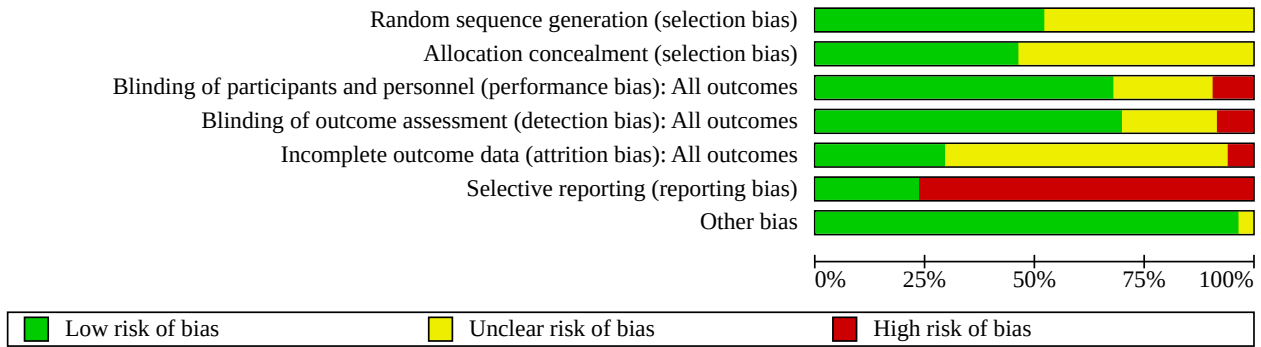 Random sequence generation (selection bias)
Allocation concealment (selection bias)
Blinding of participants and personnel (performance bias): All outcomes
Blinding of outcome assessment (detection bias): All outcomes
Incomplete outcome data (attrition bias): All outcomes
Selective reporting (reporting bias)
Other bias
0% 25% 50% 75% 100%
Low risk of bias Unclear risk of bias High risk of bias